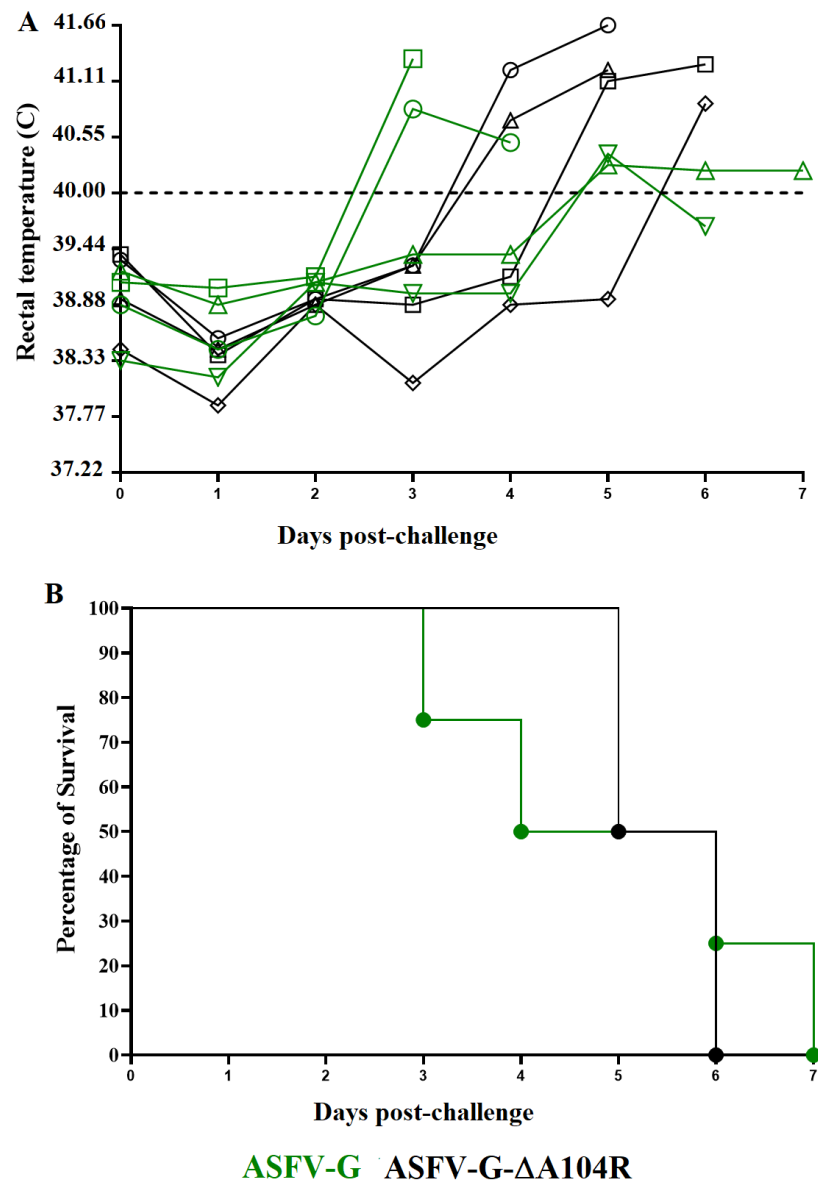 A
Rectal temperature (C)
41.66
41.11
40.55
40.00
39.44
38.88
38.33
37.77
37.22
0 1 2 3 4 5 6 7
Days post-challenge
B
Percentage of Survival
100
90
80
70
60
50
40
30
20
10
0
0 1 2 3 4 5 6 7
Days post-challenge
ASFV-G ASFV-G-ΔA104R